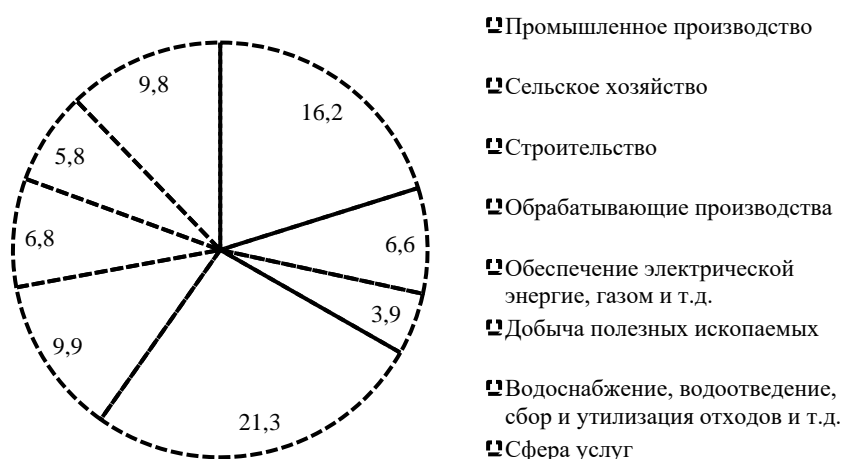 Промышленное производство
9,8
Сельское хозяйство
16,2
5,8
Строительство
Обрабатывающие производства
6,8
6,6
Обеспечение электрической
энергие, газом и т.д.
3,9
Добыча полезных ископаемых
9,9
Водоснабжение, водоотведение,
сбор и утилизация отходов и т.д.
21,3
Сфера услуг